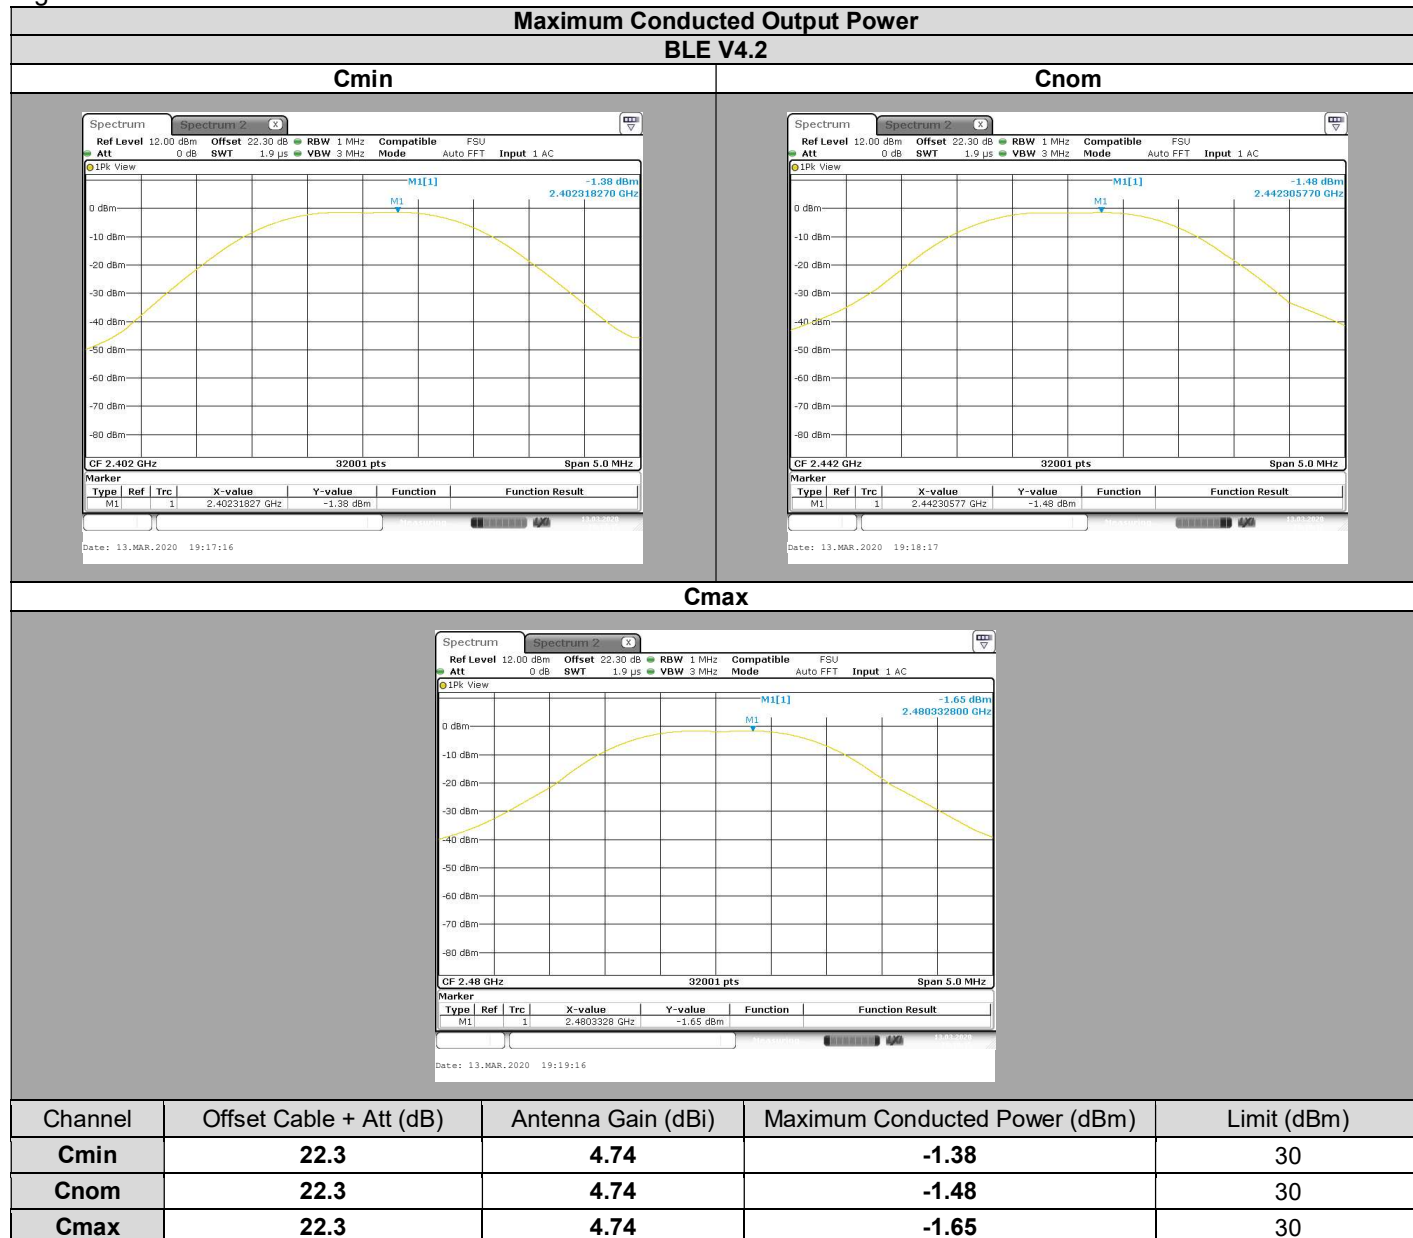 Maximum Conducted Output Power
BLE V4.2
Cmin
Cnom
Spectrum Spectrum 2 X
Ref Level 12.00 dBm Offset 22.30 dB RBW 1 MHz Compatible FSU
Att 0 dB SWT 1.9 µs VBW 3 MHz Mode Auto FFT Input 1 AC
1Pk View
M1[1] -1.38 dBm
2.402318270 GHz
M1
0 dBm
-10 dBm
-20 dBm
-30 dBm
-40 dBm
-50 dBm
-60 dBm
-70 dBm
-80 dBm
CF 2.402 GHz 32001 pts Span 5.0 MHz
Marker
Type Ref Trc X-value Y-value Function Function Result
M1 1 2.40231827 GHz -1.38 dBm
Measuring 13.03.2020
Date: 13.MAR.2020 19:17:16
Spectrum Spectrum 2 X
Ref Level 12.00 dBm Offset 22.30 dB RBW 1 MHz Compatible FSU
Att 0 dB SWT 1.9 µs VBW 3 MHz Mode Auto FFT Input 1 AC
1Pk View
M1[1] -1.48 dBm
2.442305770 GHz
M1
0 dBm
-10 dBm
-20 dBm
-30 dBm
-40 dBm
-50 dBm
-60 dBm
-70 dBm
-80 dBm
CF 2.442 GHz 32001 pts Span 5.0 MHz
Marker
Type Ref Trc X-value Y-value Function Function Result
M1 1 2.44230577 GHz -1.48 dBm
Measuring 13.03.2020
Date: 13.MAR.2020 19:18:17
Cmax
Spectrum Spectrum 2 X
Ref Level 12.00 dBm Offset 22.30 dB RBW 1 MHz Compatible FSU
Att 0 dB SWT 1.9 µs VBW 3 MHz Mode Auto FFT Input 1 AC
1Pk View
M1[1] -1.65 dBm
2.480332800 GHz
M1
0 dBm
-10 dBm
-20 dBm
-30 dBm
-40 dBm
-50 dBm
-60 dBm
-70 dBm
-80 dBm
CF 2.48 GHz 32001 pts Span 5.0 MHz
Marker
Type Ref Trc X-value Y-value Function Function Result
M1 1 2.4803328 GHz -1.65 dBm
Measuring 13.03.2020
Date: 13.MAR.2020 19:19:16
Channel Offset Cable + Att (dB) Antenna Gain (dBi) Maximum Conducted Power (dBm) Limit (dBm)
Cmin 22.3 4.74 -1.38 30
Cnom 22.3 4.74 -1.48 30
Cmax 22.3 4.74 -1.65 30